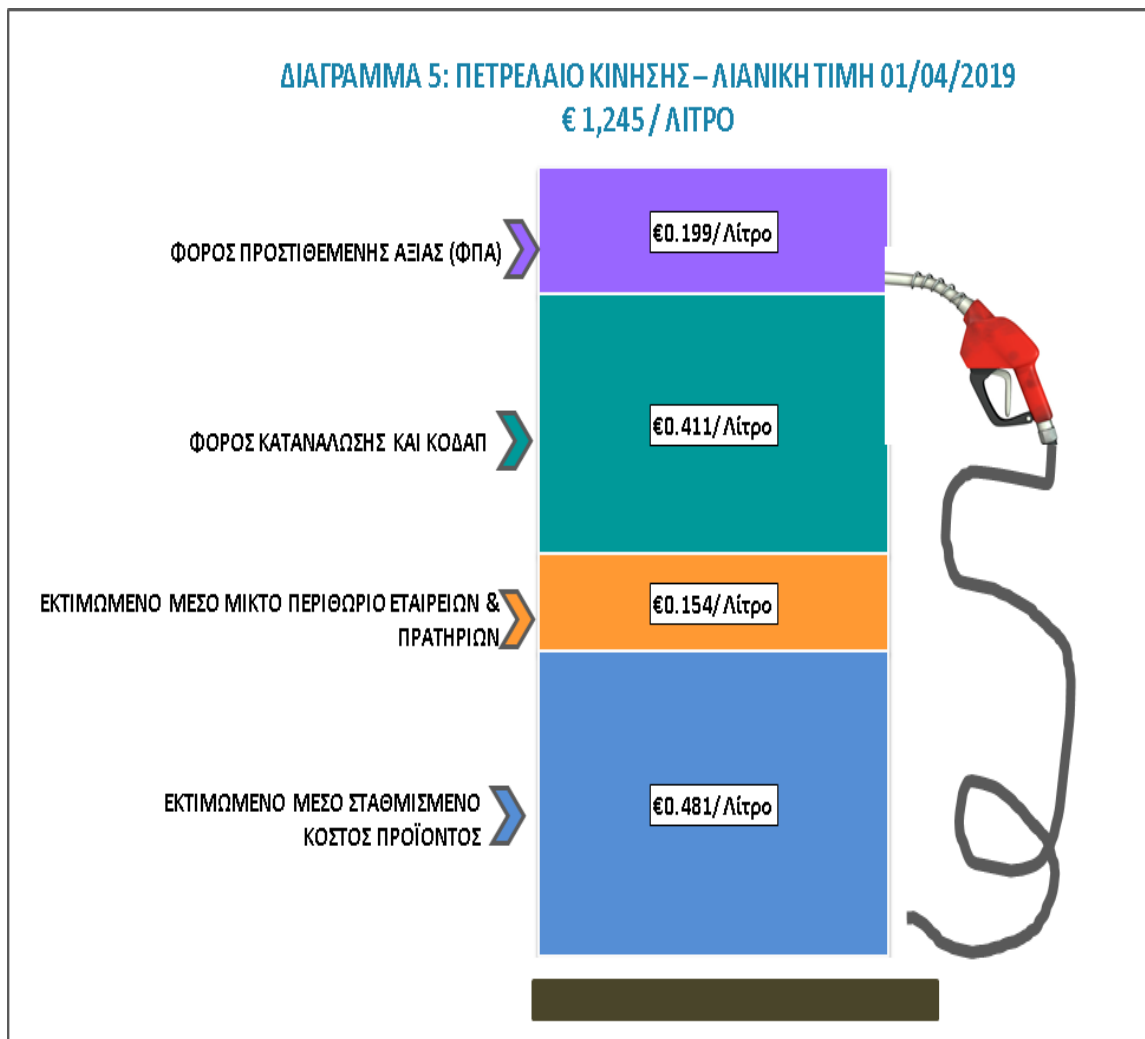 ΔΙΑΓΡΑΜΜΑ 5: ΠΕΤΡΕΛΑΙΟ ΚΙΝΗΣΗΣ – ΛΙΑΝΙΚΗ ΤΙΜΗ 01/04/2019
€ 1,245 / ΛΙΤΡΟ
ΦΟΡΟΣ ΠΡΟΣΤΙΘΕΜΕΝΗΣ ΑΞΙΑΣ (ΦΠΑ)
€0.199/ Λίτρο
ΦΟΡΟΣ ΚΑΤΑΝΑΛΩΣΗΣ ΚΑΙ ΚΟΔΑΠ
€0.411/ Λίτρο
ΕΚΤΙΜΩΜΕΝΟ ΜΕΣΟ ΜΙΚΤΟ ΠΕΡΙΘΩΡΙΟ ΕΤΑΙΡΕΙΩΝ &
ΠΡΑΤΗΡΙΩΝ
€0.154/ Λίτρο
ΕΚΤΙΜΩΜΕΝΟ ΜΕΣΟ ΣΤΑΘΜΙΣΜΕΝΟ
ΚΟΣΤΟΣ ΠΡΟΪΟΝΤΟΣ
€0.481/ Λίτρο